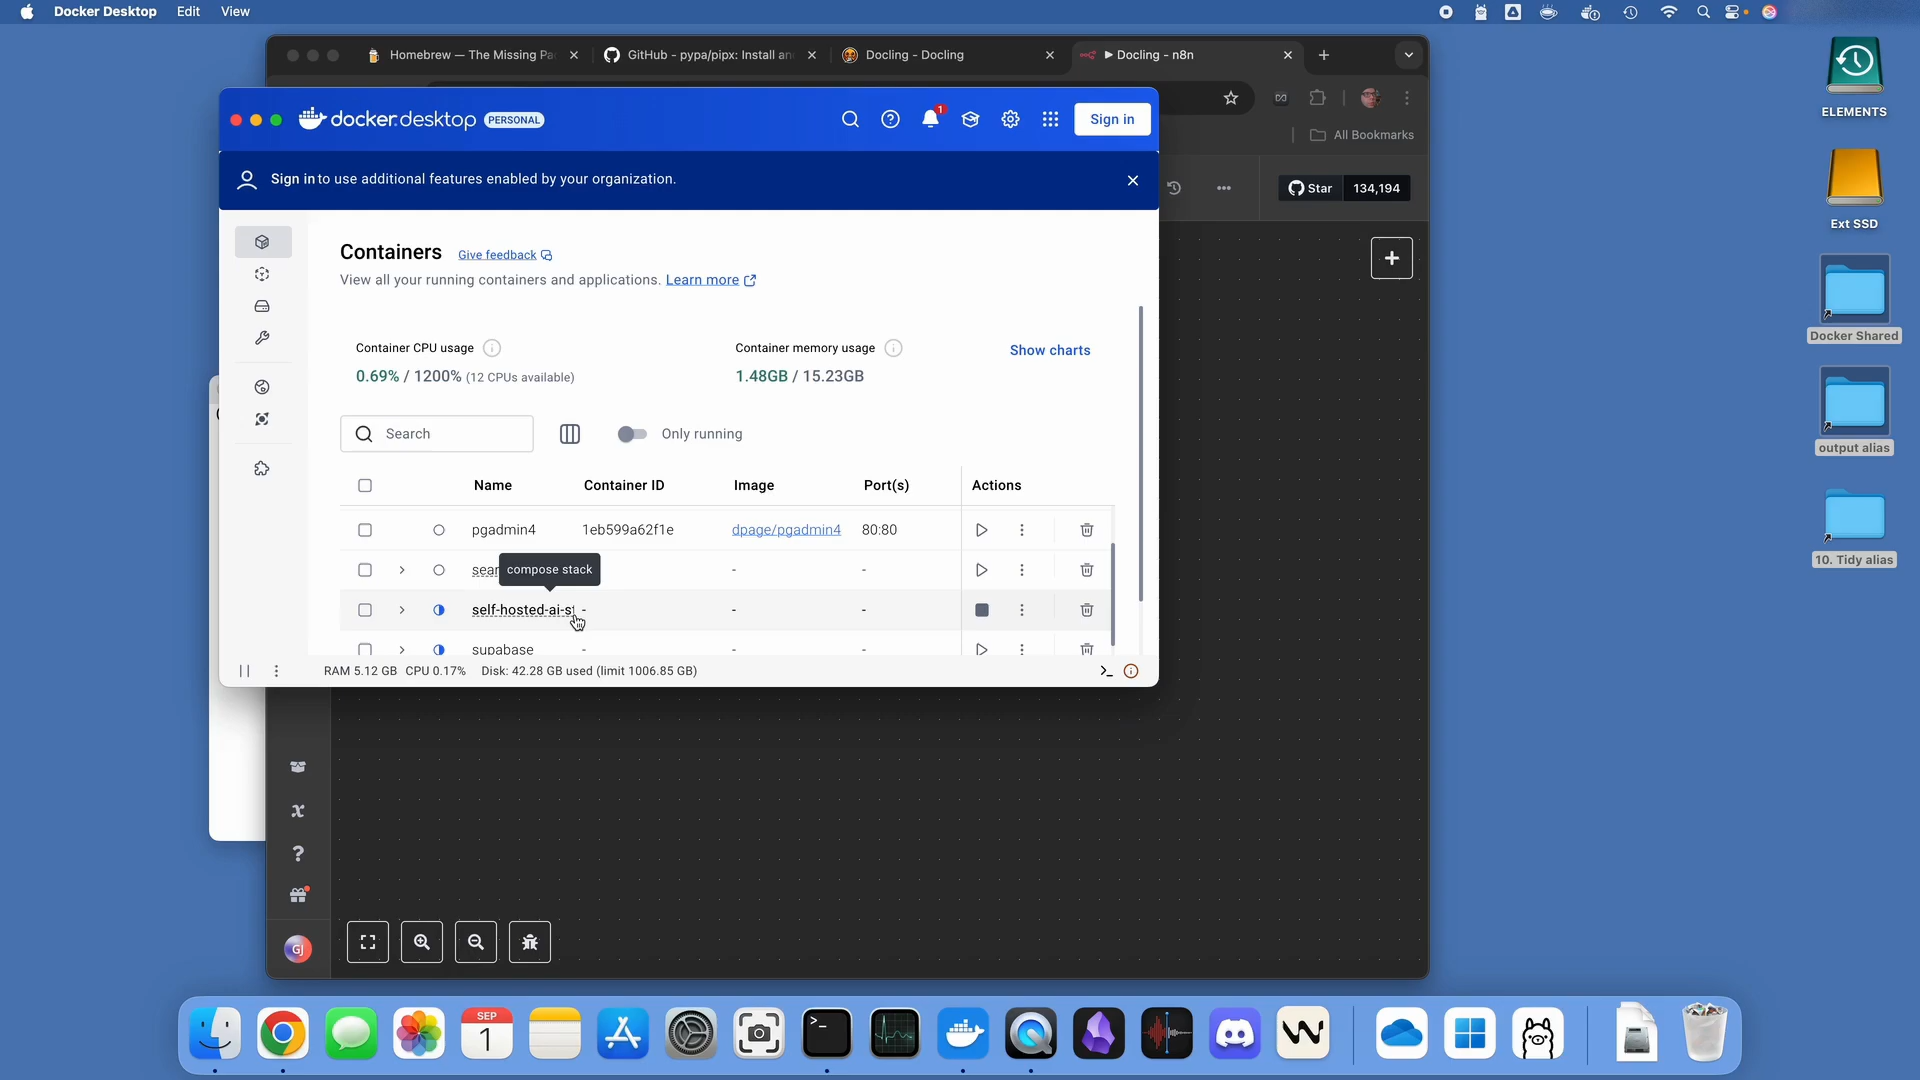 Docker Desktop Edit View
Homebrew — The Missing Pa
GitHub - pypa/pipx: Install an
Docling - Docling
Docling - n8n
docker.desktop PERSONAL
1
Sign in
All Bookmarks
Sign in to use additional features enabled by your organization.
Star 134,194
Containers Give feedback
View all your running containers and applications. Learn more
Container CPU usage
0.69% / 1200% (12 CPUs available)
Container memory usage
1.48GB / 15.23GB
Show charts
Search
Only running
Name Container ID Image Port(s) Actions
pgadmin4 1eb599a62f1e dpage/pgadmin4 80:80
sear - -
compose stack
self-hosted-ai-st - - -
supabase - - -
RAM 5.12 GB CPU 0.17% Disk: 42.28 GB used (limit 1006.85 GB)
GJ
ELEMENTS
Ext SSD
Docker Shared
output alias
10. Tidy alias
SEP
1